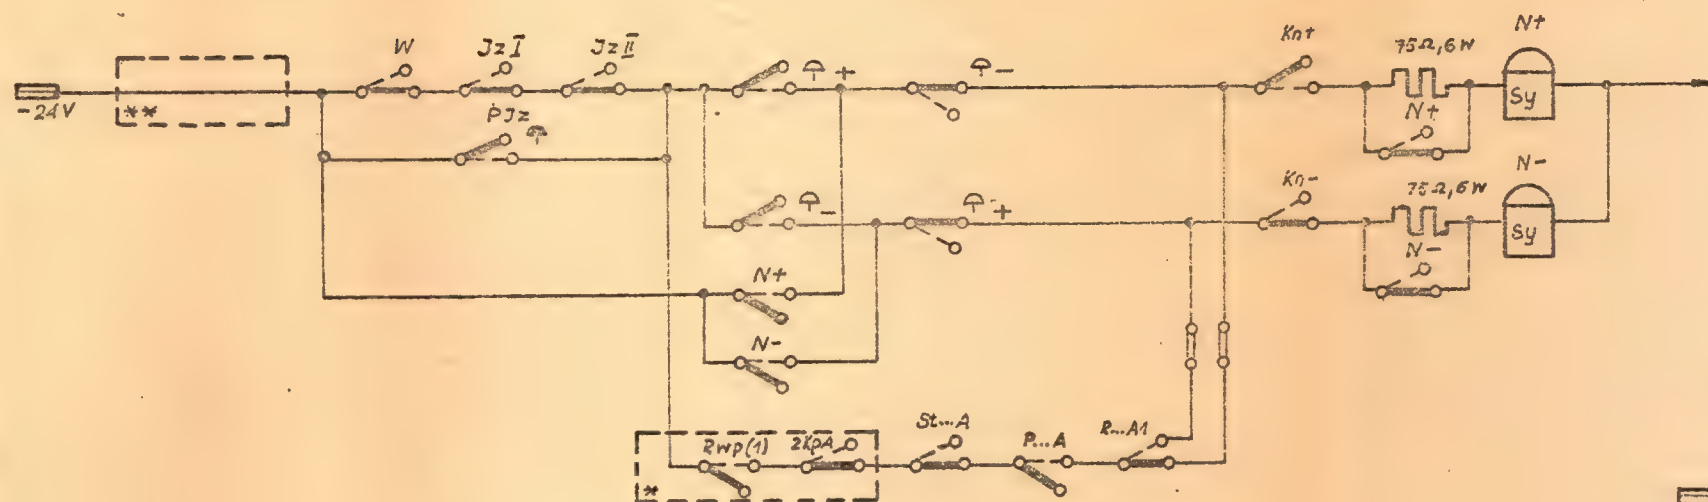 -24V
**
W
Jz I
Jz II
PJz
+
-
Kn+
75Ω, 6W
N+
N+
Sy
-
+
Kn-
75Ω, 6W
N-
N-
Sy
N+
N-
Rwp(1)
2KpA
St...A
P...A
R...A1
*